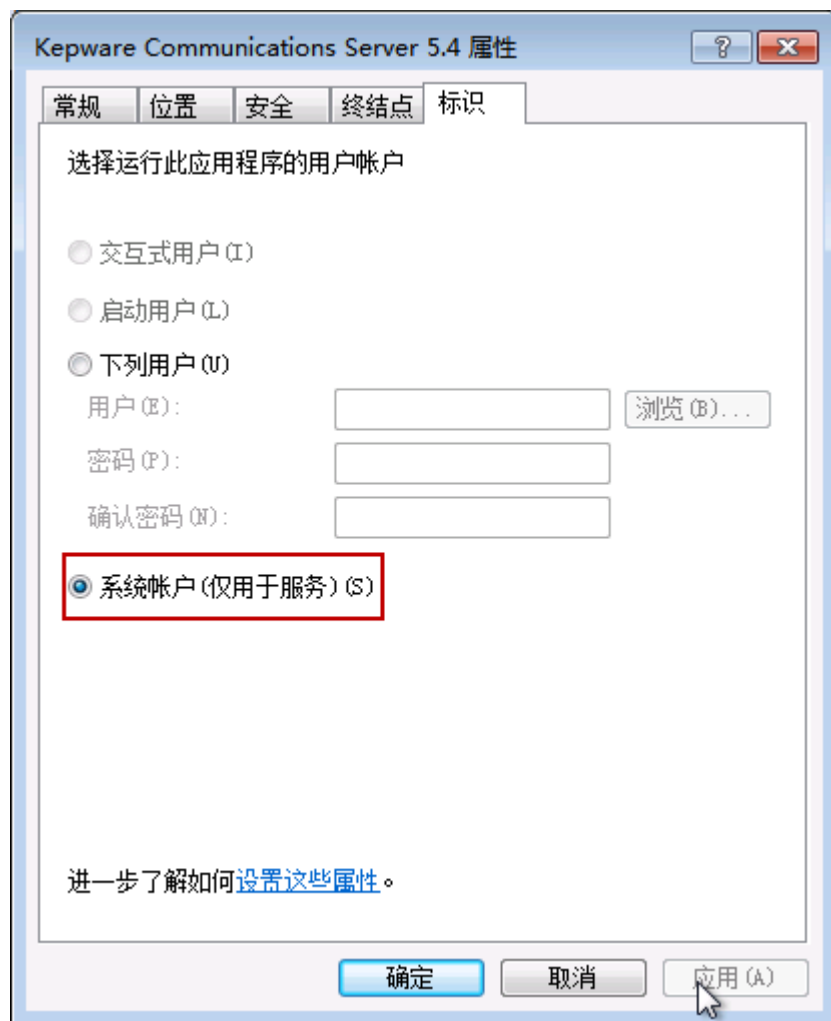 Kepware Communications Server 5.4 属性
常规 位置 安全 终结点 标识
选择运行此应用程序的用户帐户
交互式用户(I)
启动用户(L)
下列用户(U)
用户(E): 浏览(B)...
密码(P):
确认密码(N):
系统帐户(仅用于服务)(S)
进一步了解如何设置这些属性。
确定 取消 应用(A)